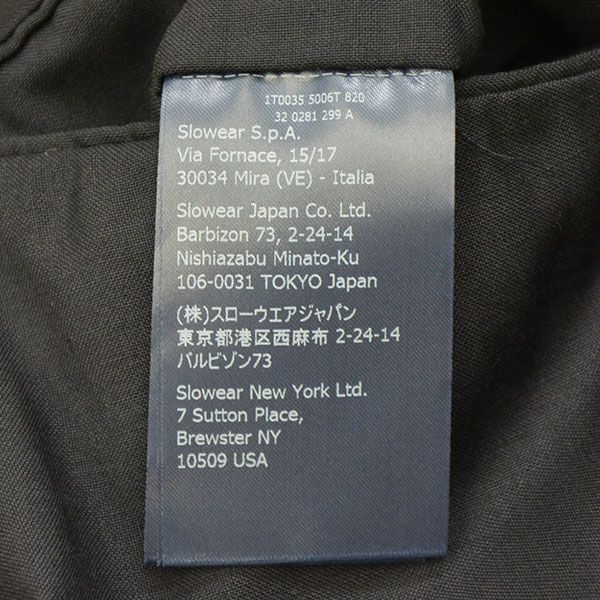 1T0035 5006T 820
32 0281 299 A
Slowear S.p.A.
Via Fornace, 15/17
30034 Mira (VE) - Italia
Slowear Japan Co. Ltd.
Barbizon 73, 2-24-14
Nishiazabu Minato-Ku
106-0031 TOKYO Japan
(株)スローウエアジャパン
東京都港区西麻布 2-24-14
バルビゾン73
Slowear New York Ltd.
7 Sutton Place,
Brewster NY
10509 USA